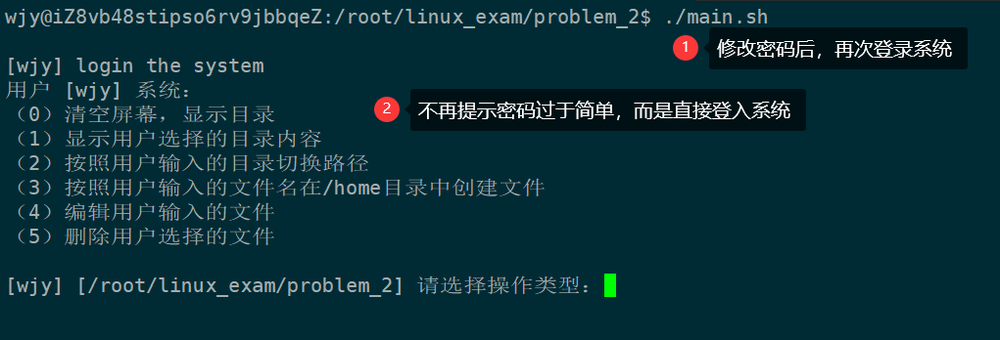 wjy@iZ8vb48stipso6rv9jbbqeZ:/root/linux_exam/problem_2$ ./main.sh
1 修改密码后，再次登录系统
[wjy] login the system
用户 [wjy] 系统：
2 不再提示密码过于简单，而是直接登入系统
（0）清空屏幕，显示目录
（1）显示用户选择的目录内容
（2）按照用户输入的目录切换路径
（3）按照用户输入的文件名在/home目录中创建文件
（4）编辑用户输入的文件
（5）删除用户选择的文件
[wjy] [/root/linux_exam/problem_2] 请选择操作类型：